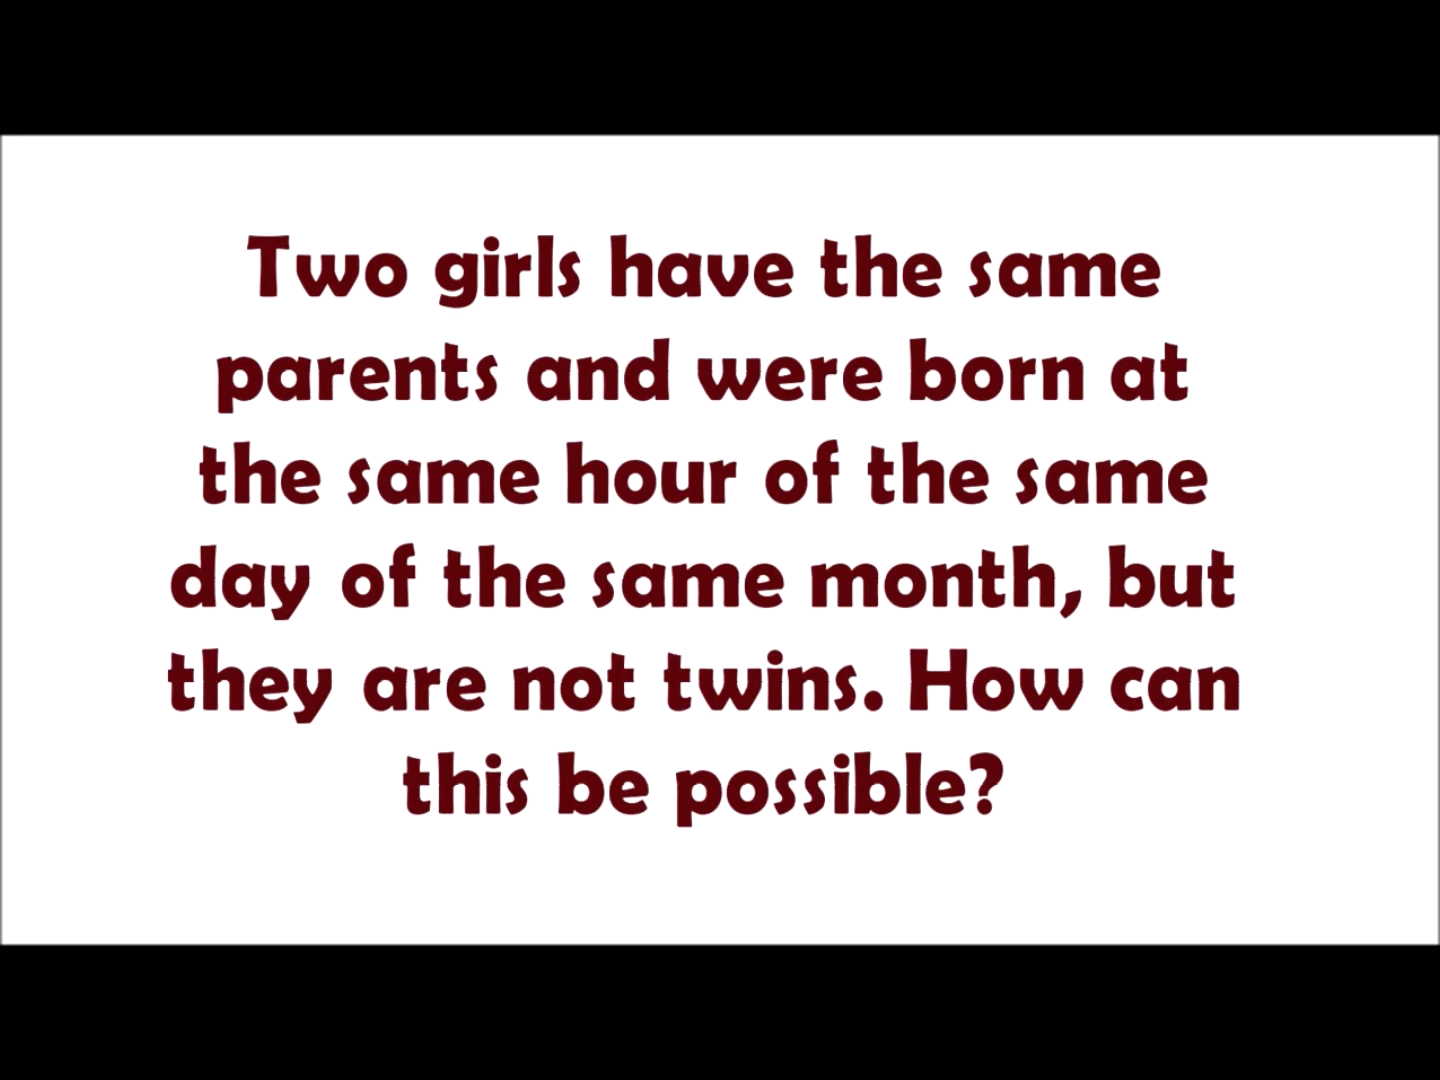 Two girls have the same
parents and were born at
the same hour of the same
day of the same month, but
they are not twins. How can
this be possible?